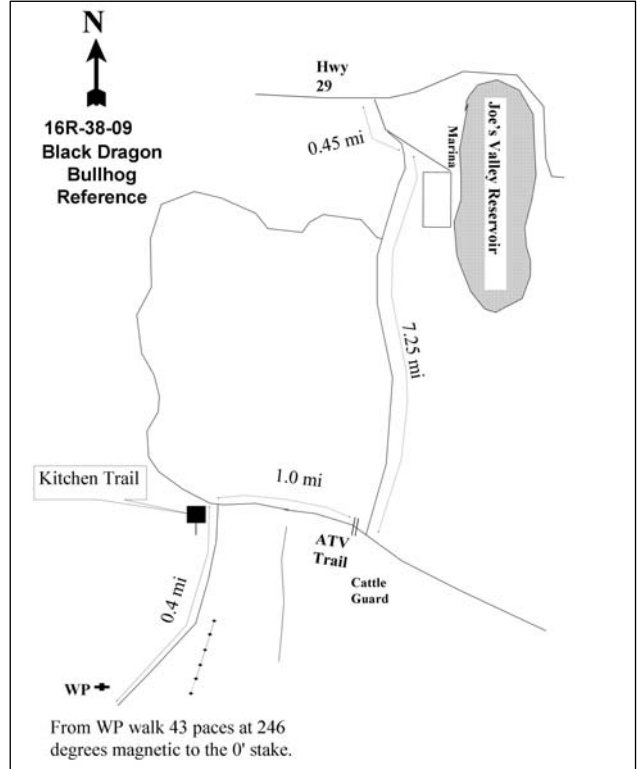 N
16R-38-09
Black Dragon
Bullhog
Reference
Hwy
29
0.45 mi
Marina
Joe's Valley Reservoir
7.25 mi
1.0 mi
Kitchen Trail
ATV
Trail
Cattle
Guard
0.4 mi
WP
From WP walk 43 paces at 246
degrees magnetic to the 0' stake.